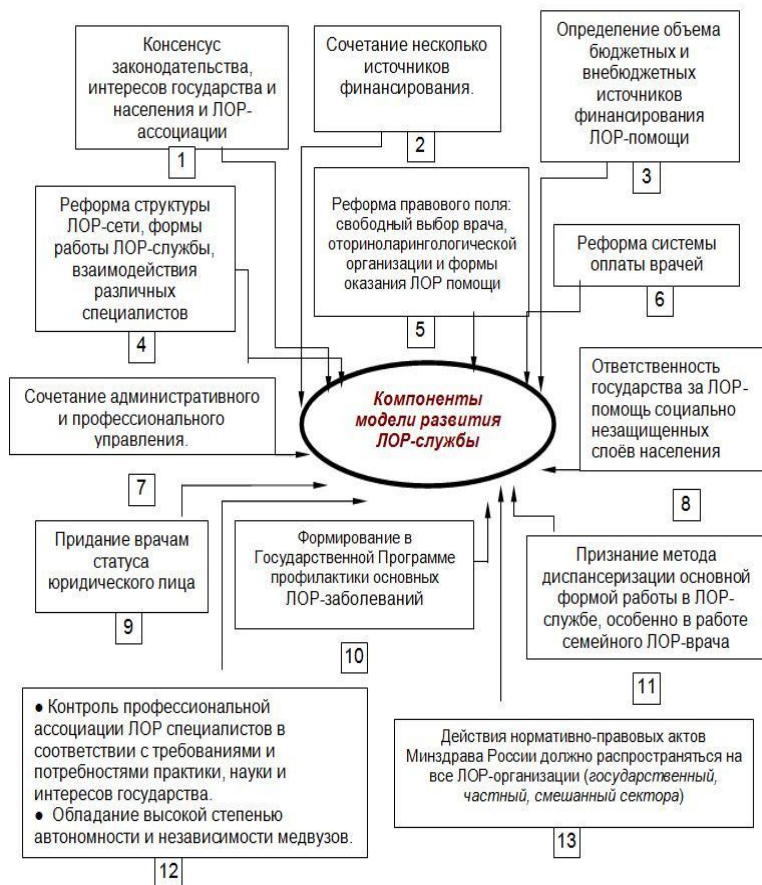 Консенсус
законодательства,
интересов государства и
населения и ЛОР-
ассоциации
1
Сочетание несколько
источников
финансирования.
2
Определение объема
бюджетных и
внебюджетных
источников
финансирования
ЛОР-помощи
3
Реформа структуры
ЛОР-сети, формы
работы ЛОР-службы,
взаимодействия
различных
специалистов
4
Реформа правового поля:
свободный выбор врача,
оториноларингологической
организации и формы
оказания ЛОР помощи
5
Реформа системы
оплаты врачей
6
Компоненты
модели развития
ЛОР-службы
Сочетание административного
и профессионального
управления.
7
Ответственность
государства за ЛОР-
помощь социально
незащищенных
слоёв населения
8
Придание врачам
статуса
юридического лица
9
Формирование в
Государственной Программе
профилактики основных
ЛОР-заболеваний
10
Признание метода
диспансеризации основной
формой работы в ЛОР-
службе, особенно в работе
семейного ЛОР-врача
11
● Контроль профессиональной
ассоциации ЛОР специалистов в
соответствии с требованиями и
потребностями практики, науки и
интересов государства.
● Обладание высокой степенью
автономности и независимости медвузов.
12
Действия нормативно-правовых актов
Минздрава России должно распространяться на
все ЛОР-организации (государственный,
частный, смешанный сектора)
13